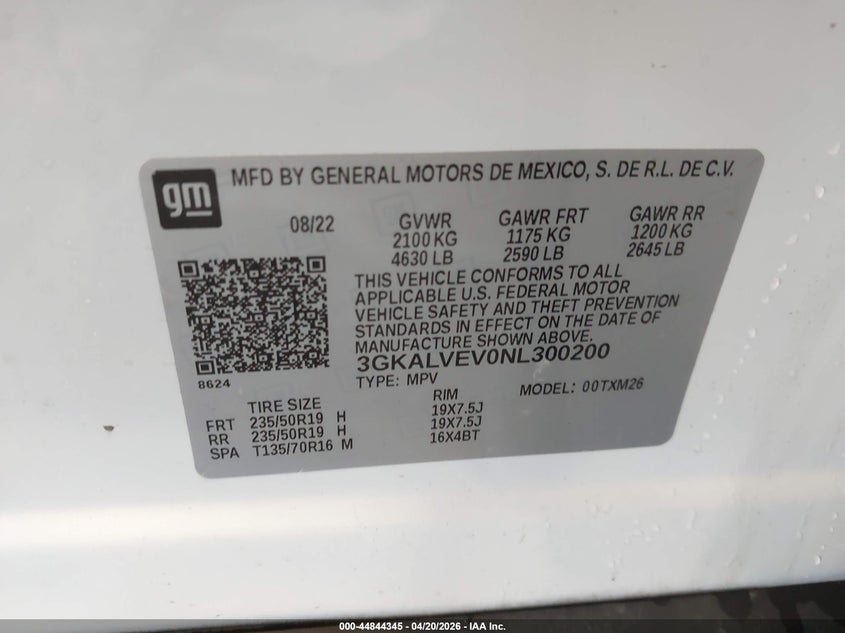 gm
MFD BY GENERAL MOTORS DE MEXICO, S. DE R.L. DE C.V.
08/22 GVWR GAWR FRT GAWR RR
2100 KG 1175 KG 1200 KG
4630 LB 2590 LB 2645 LB
THIS VEHICLE CONFORMS TO ALL
APPLICABLE U.S. FEDERAL MOTOR
VEHICLE SAFETY AND THEFT PREVENTION
STANDARDS IN EFFECT ON THE DATE OF
MANUFACTURE SHOWN ABOVE.
3GKALVEV0NL300200
8624
TYPE: MPV MODEL: 00TXM26
TIRE SIZE RIM
FRT 235/50R19 H 19X7.5J
RR 235/50R19 H 19X7.5J
SPA T135/70R16 M 16X4BT
000-44844345 | 04/20/2026 | IAA Inc.